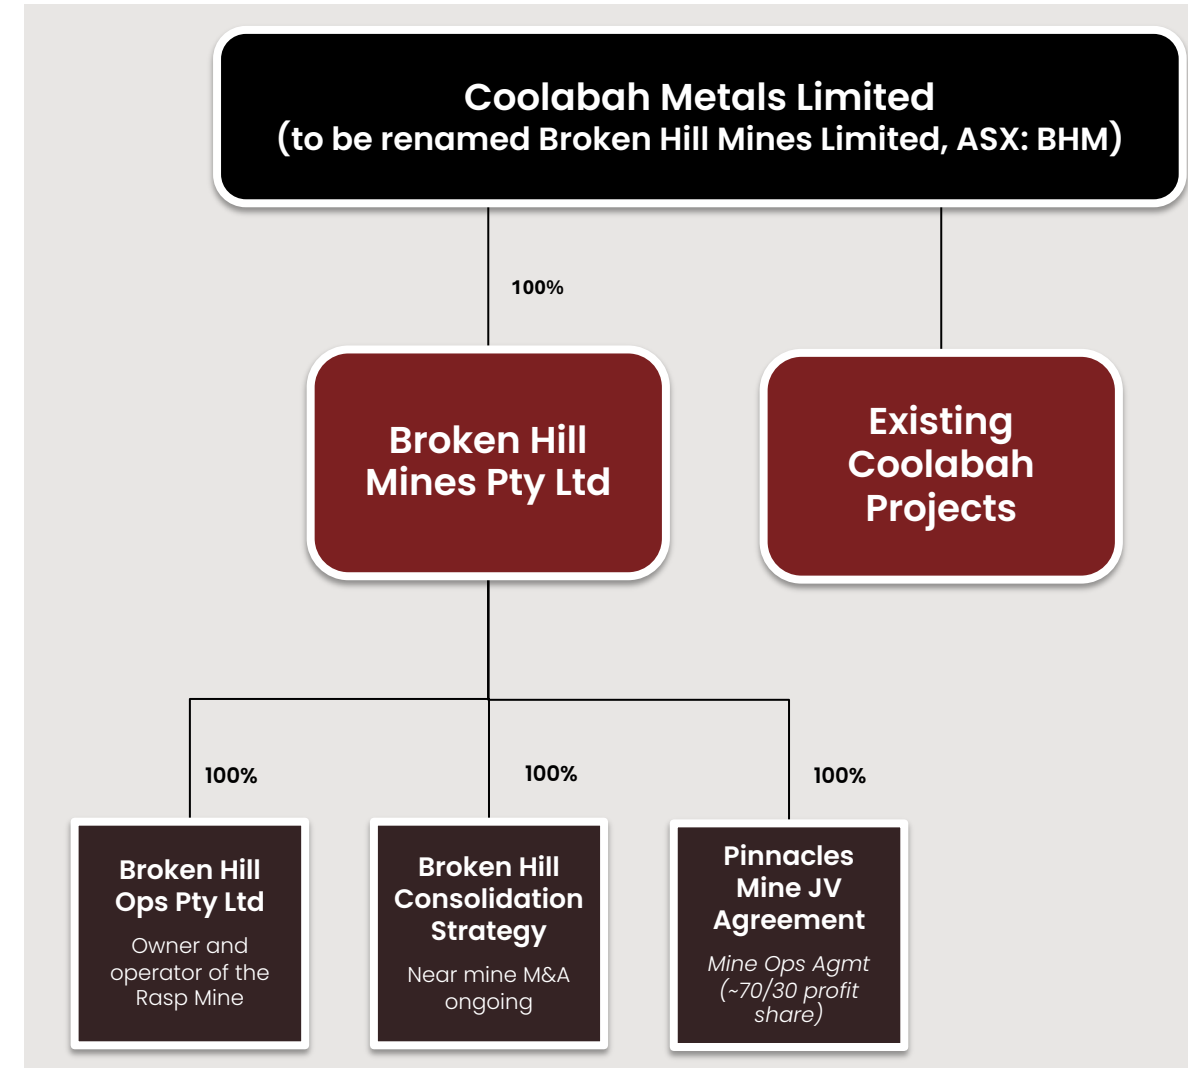 Coolabah Metals Limited
(to be renamed Broken Hill Mines Limited, ASX: BHM)
100%
Broken Hill
Mines Pty Ltd
Existing
Coolabah
Projects
100%
100%
100%
Broken Hill
Ops Pty Ltd
Owner and
operator of the
Rasp Mine
Broken Hill
Consolidation
Strategy
Near mine M&A
ongoing
Pinnacles
Mine JV
Agreement
Mine Ops Agmt
(~70/30 profit
share)